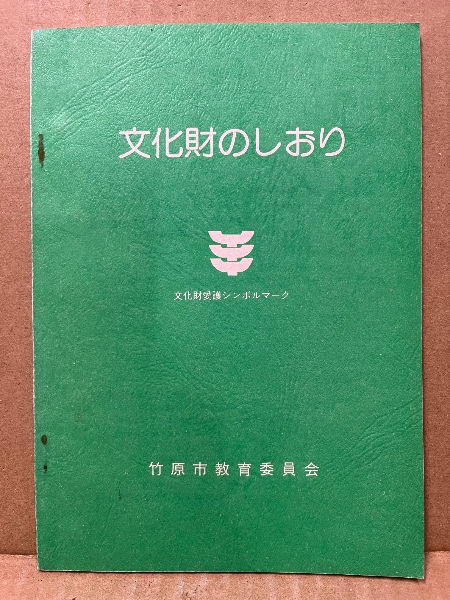 文化財のしおり
文化財愛護シンボルマーク
竹原市教育委員会